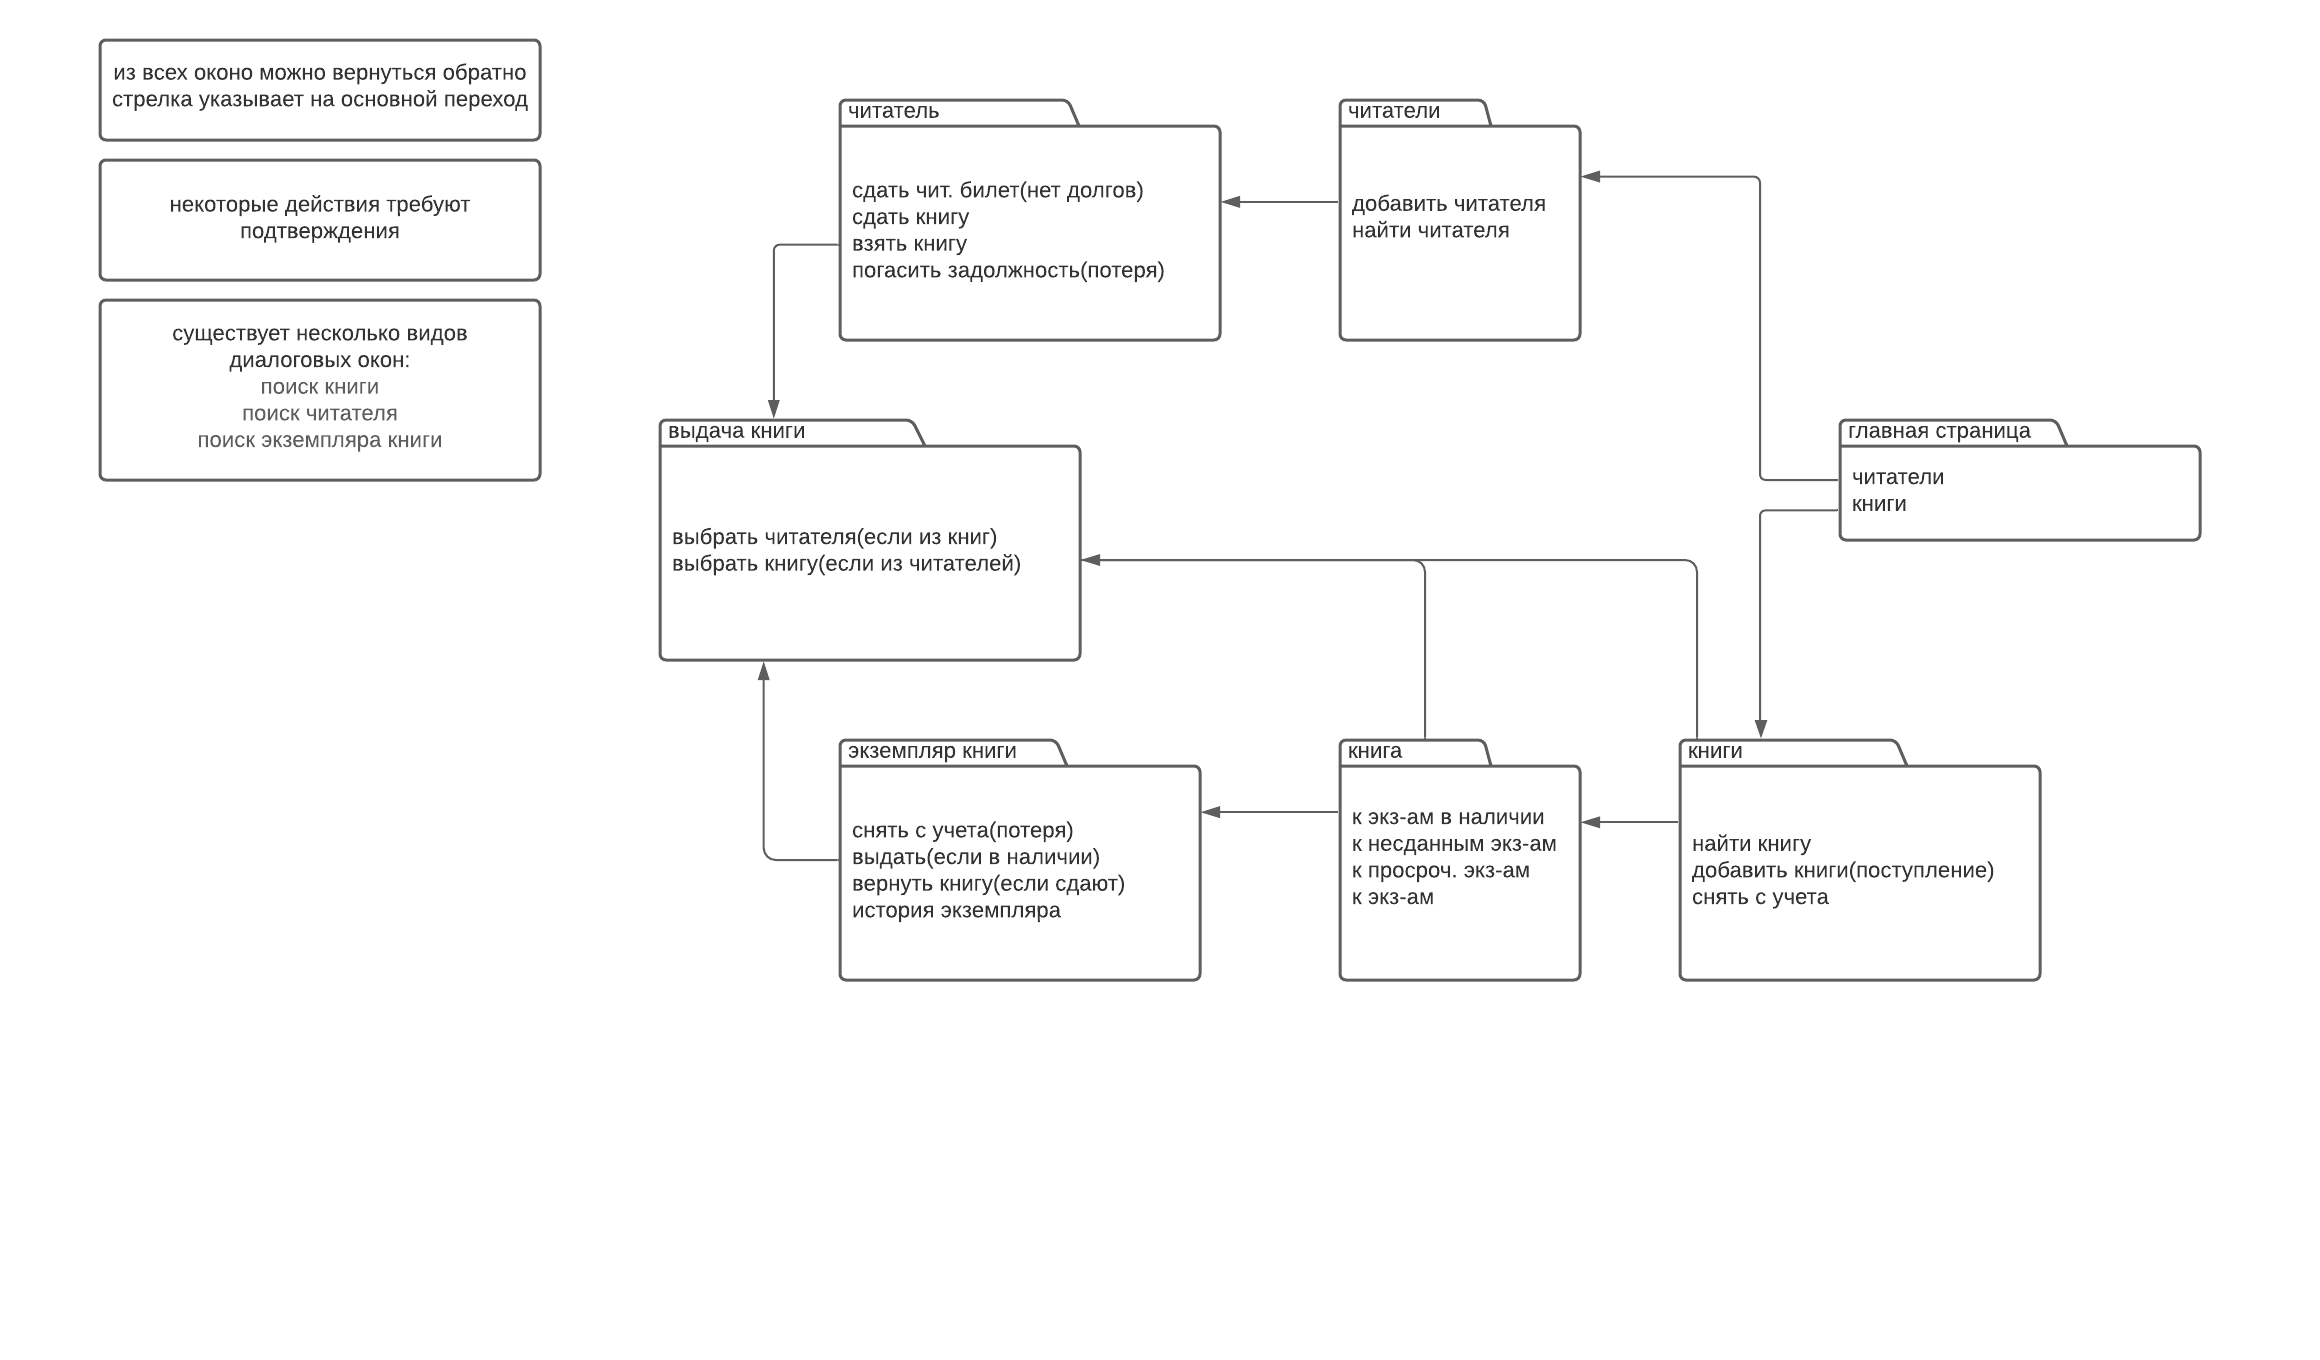 из всех оконо можно вернуться обратно
стрелка указывает на основной переход
некоторые действия требуют
подтверждения
существует несколько видов
диалоговых окон:
поиск книги
поиск читателя
поиск экземпляра книги
читатель
сдать чит. билет(нет долгов)
сдать книгу
взять книгу
погасить задолжность(потеря)
читатели
добавить читателя
найти читателя
выдача книги
выбрать читателя(если из книг)
выбрать книгу(если из читателей)
главная страница
читатели
книги
экземпляр книги
снять с учета(потеря)
выдать(если в наличии)
вернуть книгу(если сдают)
история экземпляра
книга
к экз-ам в наличии
к несданным экз-ам
к просроч. экз-ам
к экз-ам
книги
найти книгу
добавить книги(поступление)
снять с учета